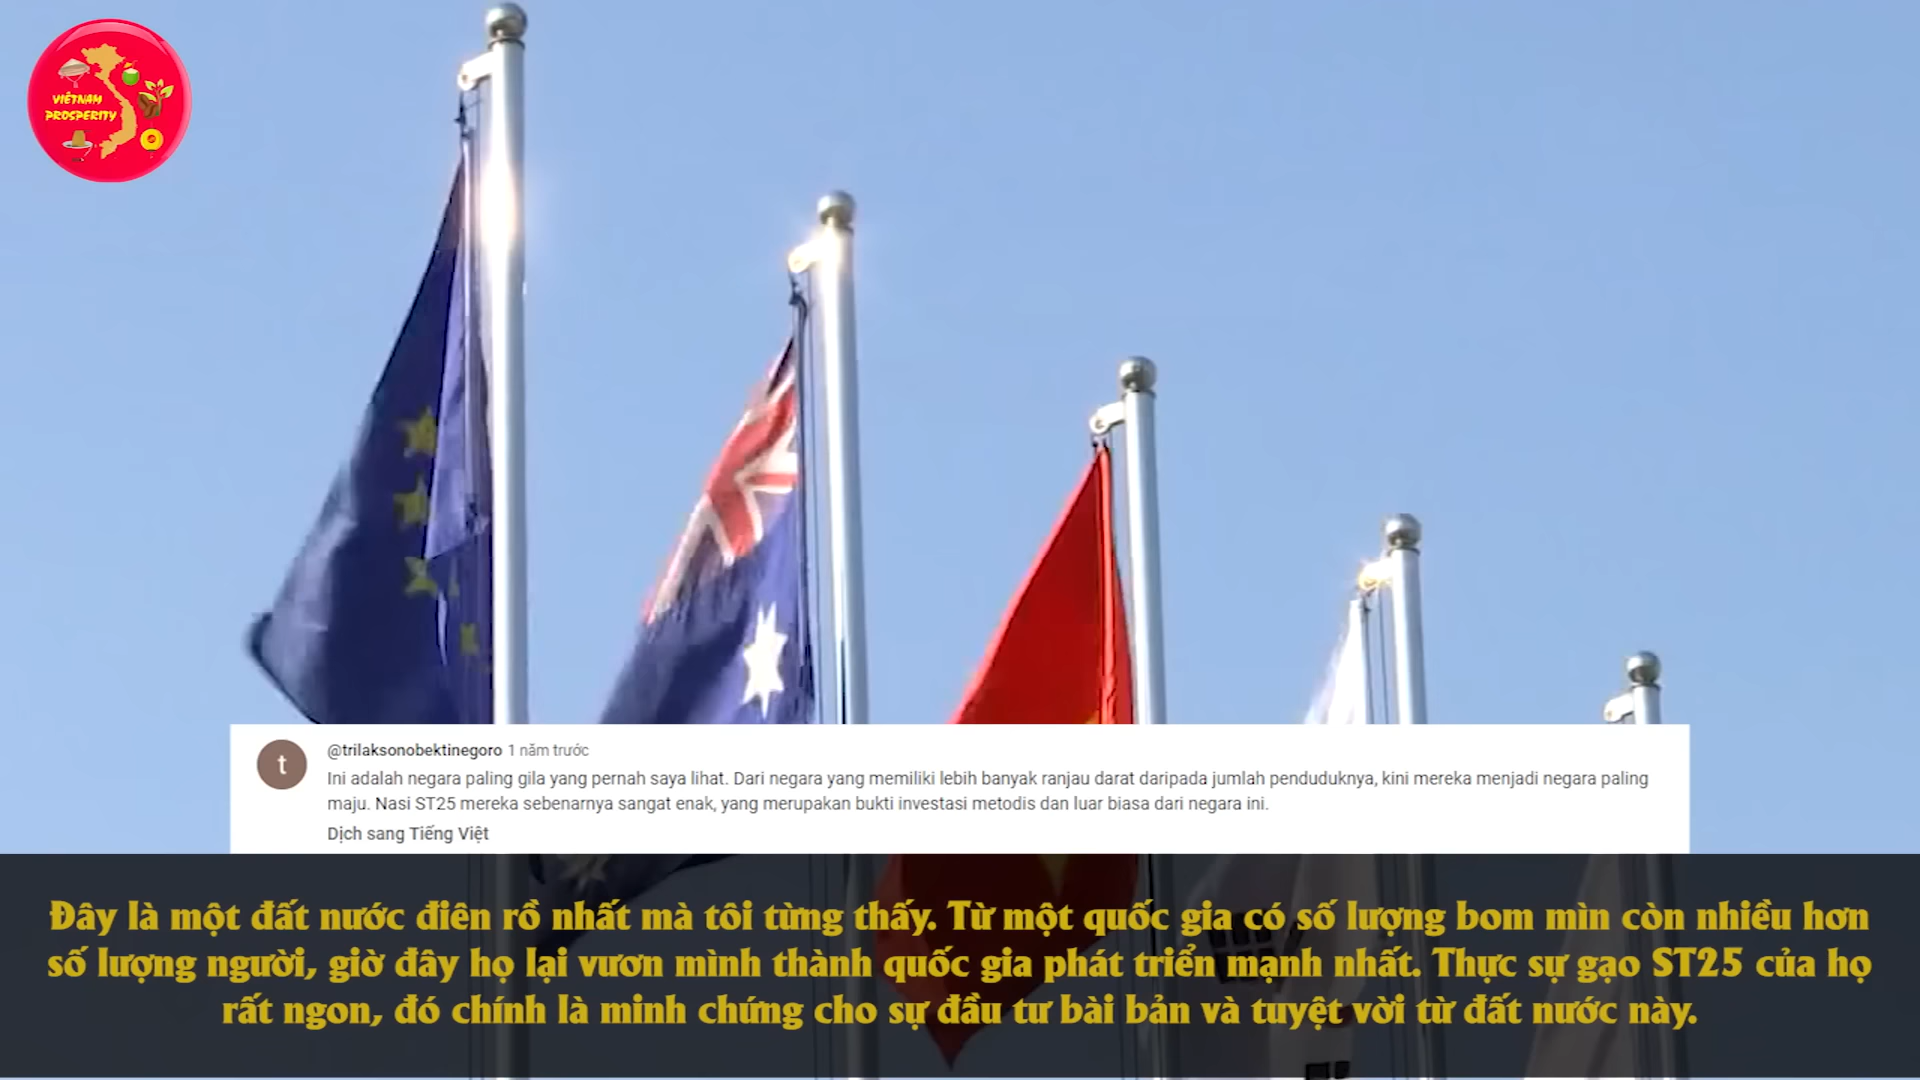 VIETNAM
PROSPERITY
@trilaksonobektinegoro 1 năm trước
Ini adalah negara paling gila yang pernah saya lihat. Dari negara yang memiliki lebih banyak ranjau darat daripada jumlah penduduknya, kini mereka menjadi negara paling
maju. Nasi ST25 mereka sebenarnya sangat enak, yang merupakan bukti investasi metodis dan luar biasa dari negara ini.
Dịch sang Tiếng Việt
Đây là một đất nước điên rồ nhất mà tôi từng thấy. Từ một quốc gia có số lượng bom mìn còn nhiều hơn
số lượng người, giờ đây họ lại vươn mình thành quốc gia phát triển mạnh nhất. Thực sự gạo ST25 của họ
rất ngon, đó chính là minh chứng cho sự đầu tư bài bản và tuyệt vời từ đất nước này.
t